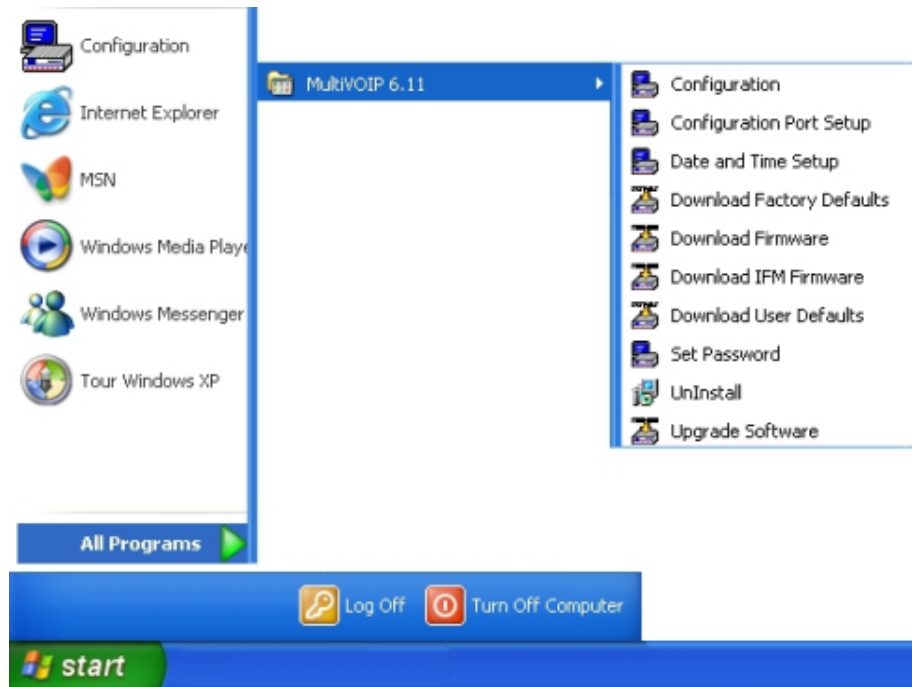 Configuration
Internet Explorer
MSN
Windows Media Playe
Windows Messenger
Tour Windows XP
All Programs
MultiVOIP 6.11
Configuration
Configuration Port Setup
Date and Time Setup
Download Factory Defaults
Download Firmware
Download IFM Firmware
Download User Defaults
Set Password
UnInstall
Upgrade Software
Log Off
Turn Off Computer
start